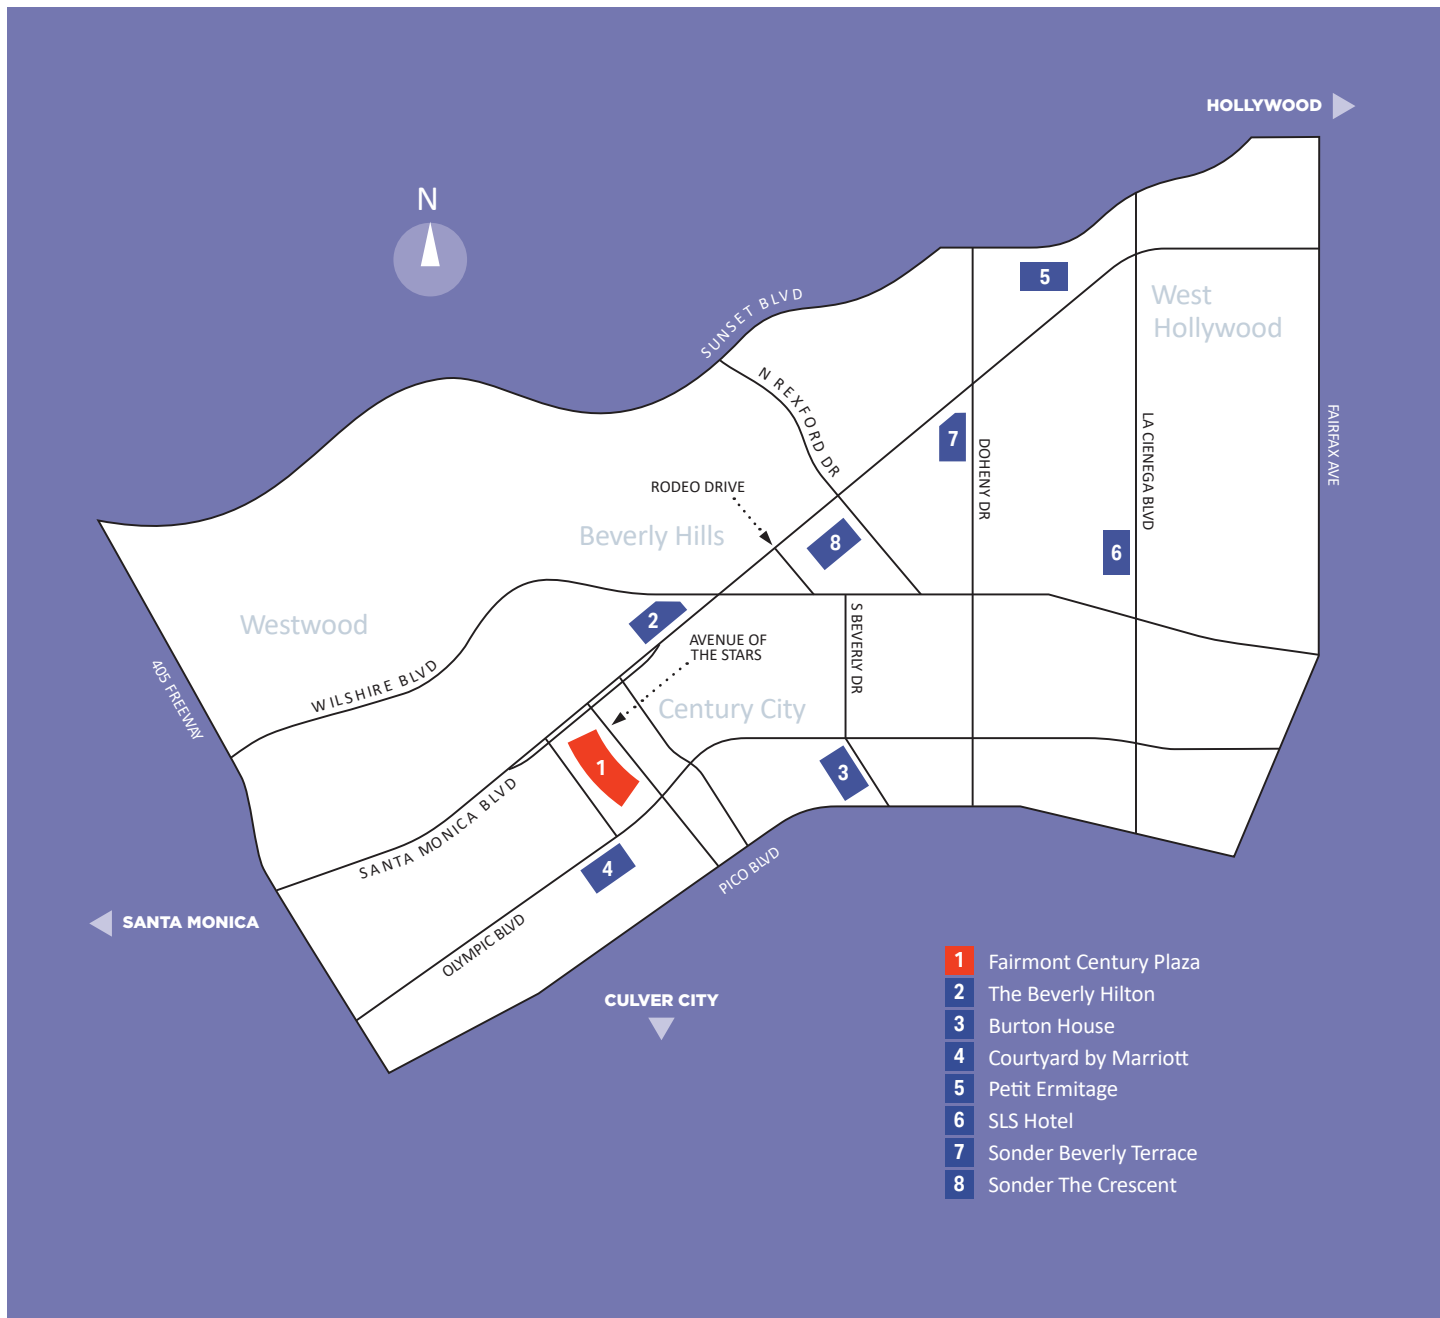 HOLLYWOOD
N
SUNSET BLVD
5
West
Hollywood
N REXFORD DR
7
DOHENY DR
LA CIENEGA BLVD
FAIRFAX AVE
RODEO DRIVE
Beverly Hills
8
6
Westwood
2
AVENUE OF
THE STARS
S BEVERLY DR
405 FREEWAY
WILSHIRE BLVD
Century City
1
3
SANTA MONICA BLVD
4
PICO BLVD
SANTA MONICA
OLYMPIC BLVD
CULVER CITY
1 Fairmont Century Plaza
2 The Beverly Hilton
3 Burton House
4 Courtyard by Marriott
5 Petit Ermitage
6 SLS Hotel
7 Sonder Beverly Terrace
8 Sonder The Crescent